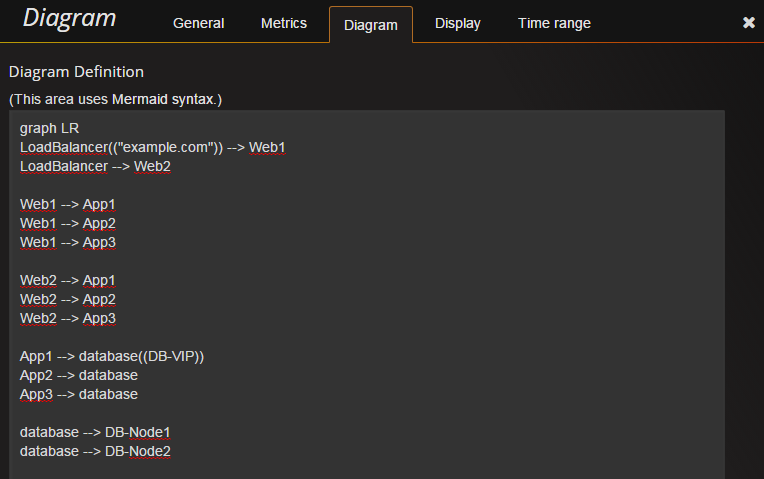 Diagram General Metrics Diagram Display Time range ✖
Diagram Definition
(This area uses Mermaid syntax.)
graph LR
LoadBalancer(("example.com")) --> Web1
LoadBalancer --> Web2
Web1 --> App1
Web1 --> App2
Web1 --> App3
Web2 --> App1
Web2 --> App2
Web2 --> App3
App1 --> database((DB-VIP))
App2 --> database
App3 --> database
database --> DB-Node1
database --> DB-Node2